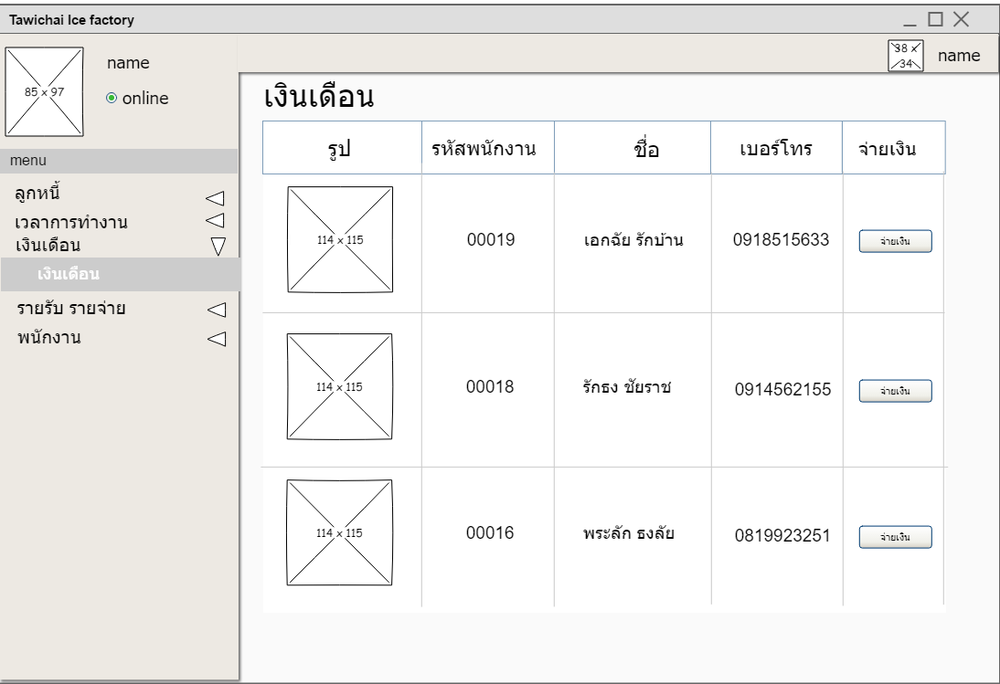 Tawichai Ice factory
38 x 34
name
85 x 97
name
online
menu
ลูกหนี้
เวลาการทำงาน
เงินเดือน
เงินเดือน
รายรับ รายจ่าย
พนักงาน
เงินเดือน
รูป รหัสพนักงาน ชื่อ เบอร์โทร จ่ายเงิน
114 x 115 00019 เอกฉัย รักบ้าน 0918515633 จ่ายเงิน
114 x 115 00018 รักธง ชัยราช 0914562155 จ่ายเงิน
114 x 115 00016 พระลัก ธงลัย 0819923251 จ่ายเงิน